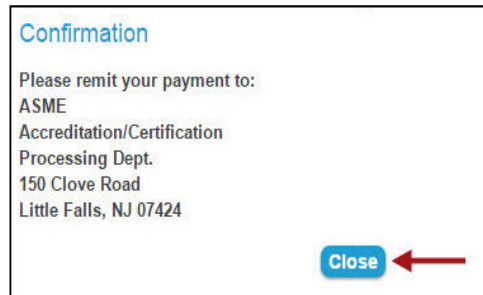 Confirmation
Please remit your payment to:
ASME
Accreditation/Certification
Processing Dept.
150 Clove Road
Little Falls, NJ 07424
Close